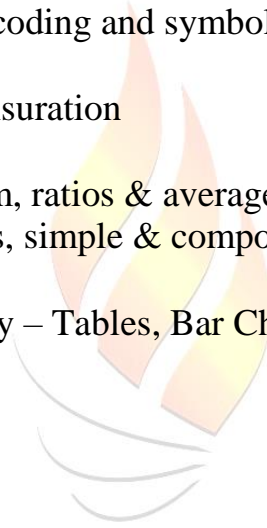 coding and symbol
suration
, ratios & average
s, simple & compo
y – Tables, Bar Ch